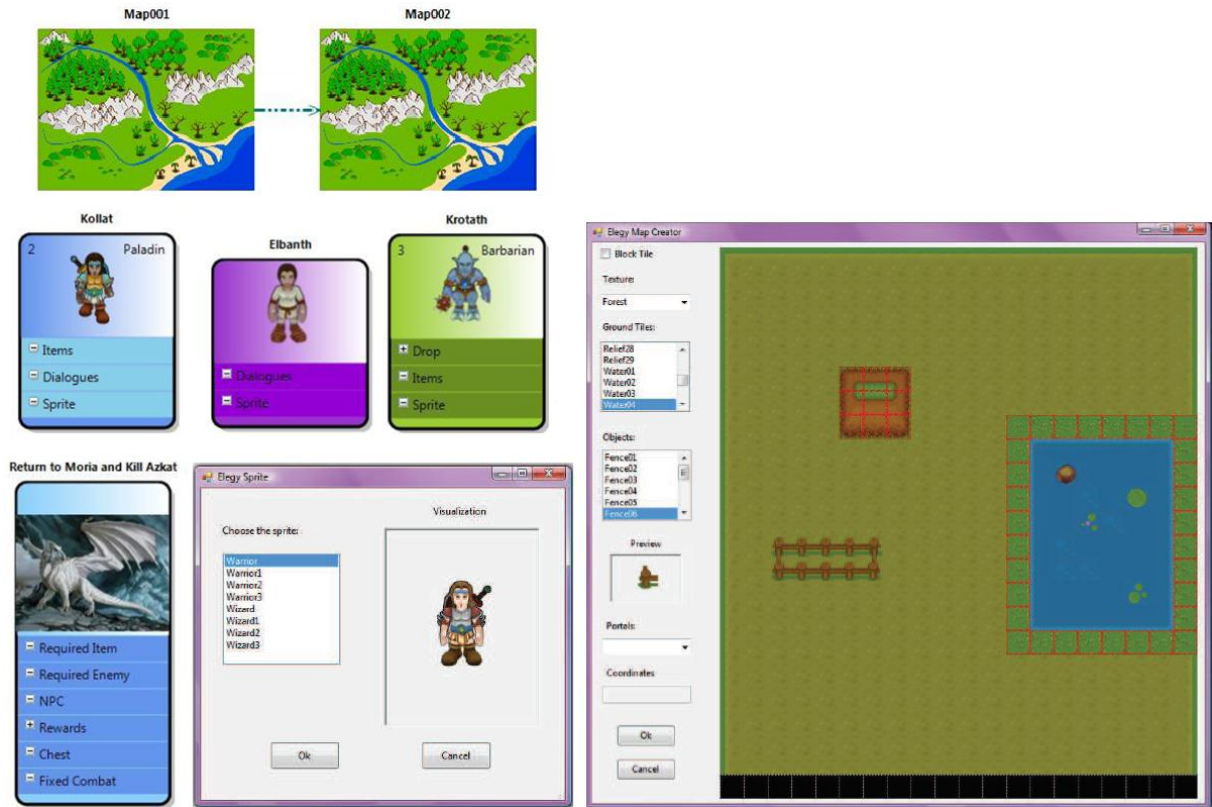 Map001
Map002
Kollat
2 Paladin
Items
Dialogues
Sprite
Elbanth
Dialogues
Sprite
Krotath
3 Barbarian
Drop
Items
Sprite
Return to Moria and Kill Azkat
Required Item
Required Enemy
NPC
Rewards
Chest
Fixed Combat
Elegy Sprite
Choose the sprite:
Warrior
Warrior1
Warrior2
Warrior3
Wizard
Wizard1
Wizard2
Wizard3
Visualization
Ok
Cancel
Elegy Map Creator
Block Tile
Texture:
Forest
Ground Tiles:
Relief28
Relief29
Water01
Water02
Water03
Water04
Objects:
Fence01
Fence02
Fence03
Fence04
Fence05
Fence06
Preview
Portals:
Coordinates
Ok
Cancel